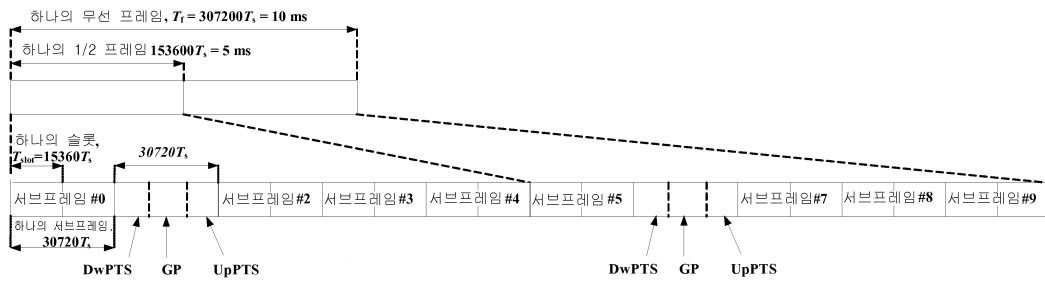 하나의 무선 프레임, Tf = 307200Ts = 10 ms
하나의 1/2 프레임 153600Ts = 5 ms
하나의 슬롯,
Tslot=15360Ts
30720Ts
서브프레임 #0
서브프레임#2
서브프레임#3
서브프레임#4
서브프레임#5
서브프레임#7
서브프레임#8
서브프레임#9
하나의 서브프레임,
30720Ts
DwPTS
GP
UpPTS
DwPTS
GP
UpPTS